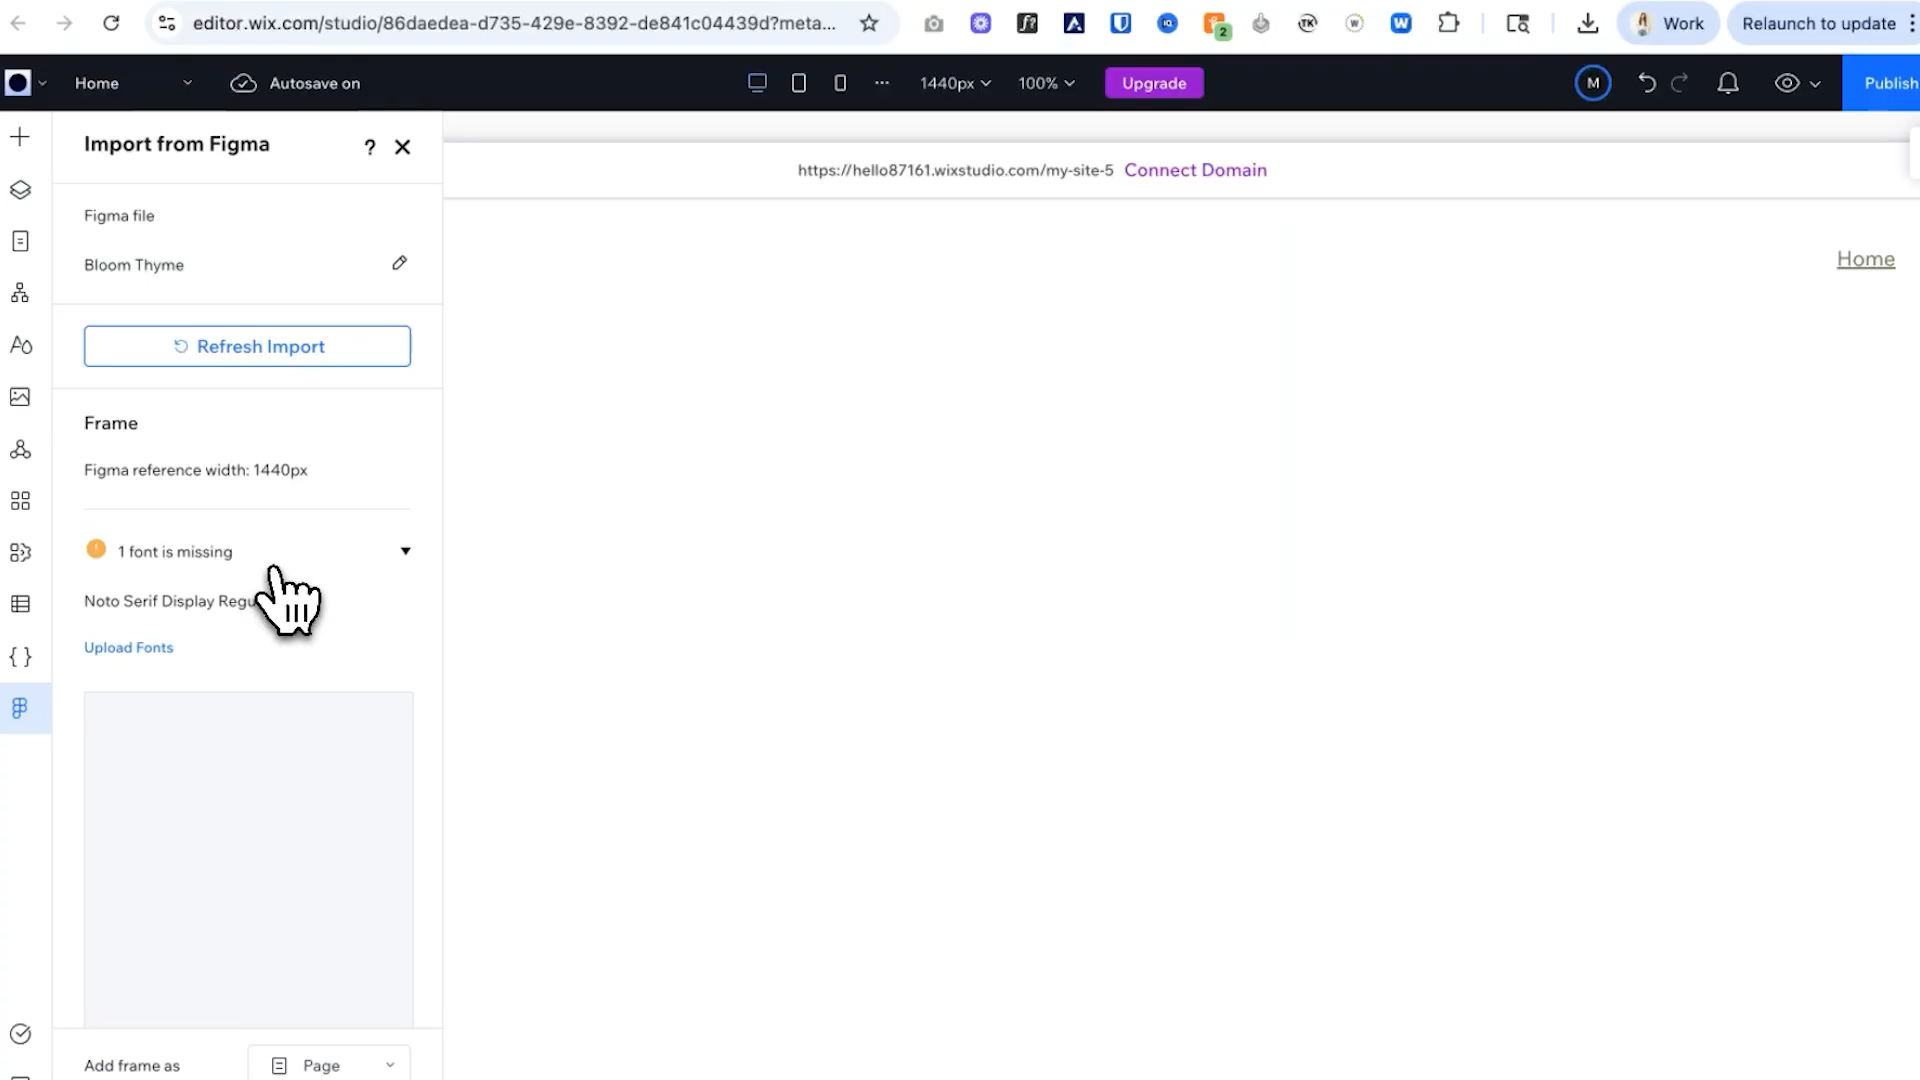 editor.wix.com/studio/86daedea-d735-429e-8392-de841c04439d?meta...
2
Work
Relaunch to update
Home
Autosave on
1440px
100%
Upgrade
M
Publish
Import from Figma
?
https://hello87161.wixstudio.com/my-site-5 Connect Domain
Figma file
Bloom Thyme
Home
Refresh Import
Frame
Figma reference width: 1440px
1 font is missing
Noto Serif Display Regu
Upload Fonts
Add frame as
Page